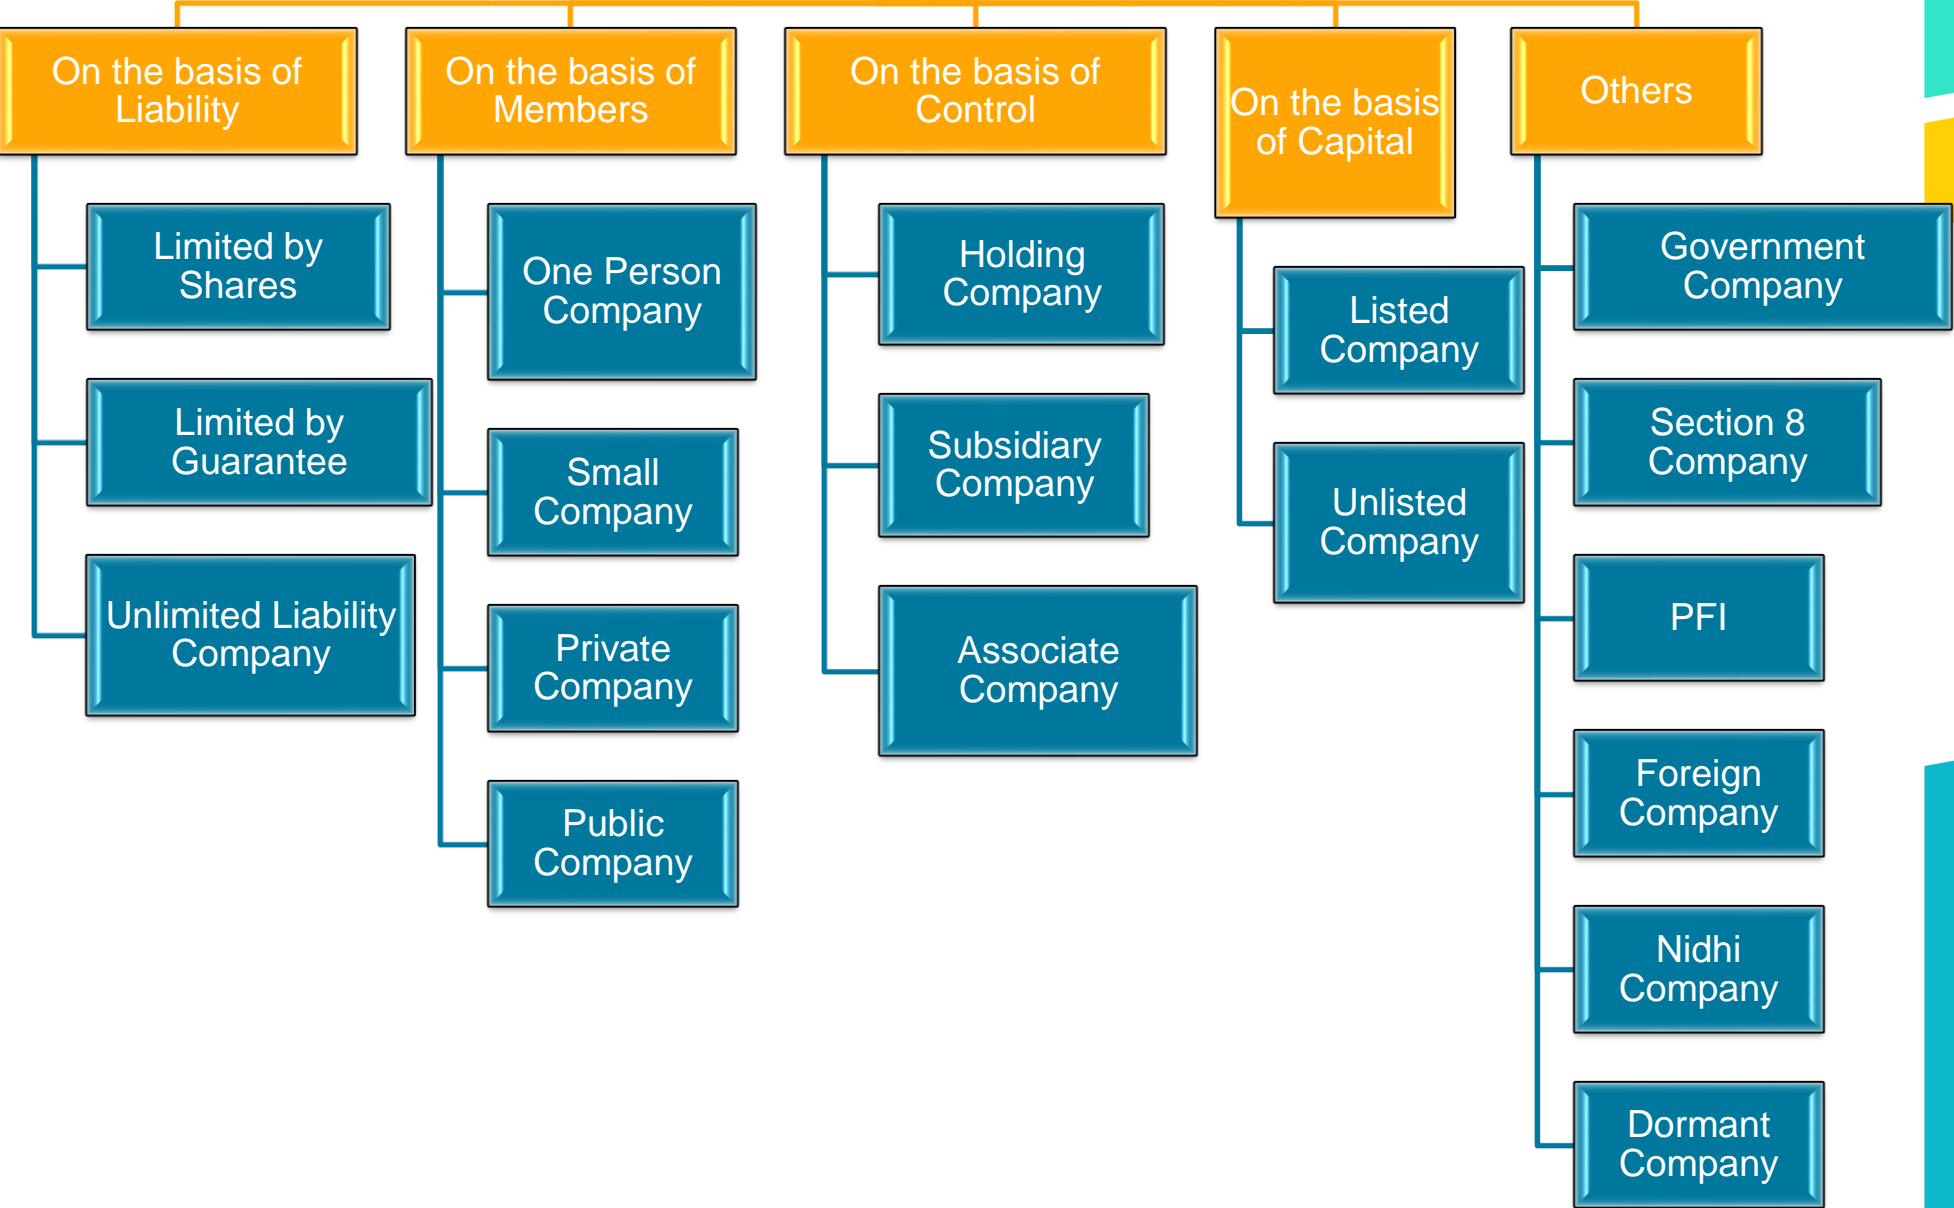 On the basis of
Liability
Limited by
Shares
Limited by
Guarantee
Unlimited Liability
Company
On the basis of
Members
One Person
Company
Small
Company
Private
Company
Public
Company
On the basis of
Control
Holding
Company
Subsidiary
Company
Associate
Company
On the basis
of Capital
Listed
Company
Unlisted
Company
Others
Government
Company
Section 8
Company
PFI
Foreign
Company
Nidhi
Company
Dormant
Company